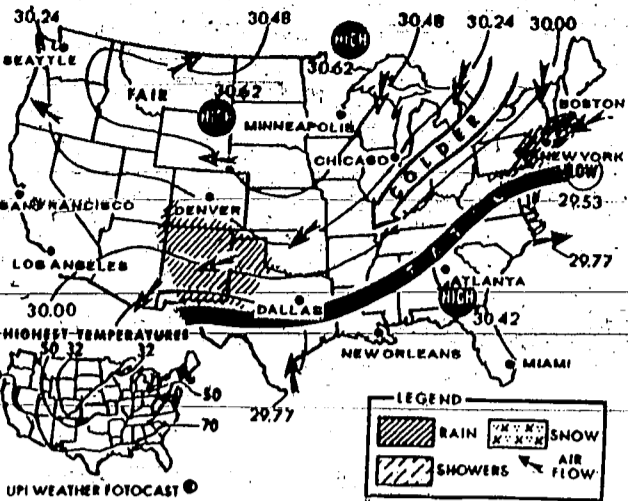 30.24
30.48
HIGH
30.48
30.24
30.00
SEATTLE
30.62
FAIR
30.62
BOSTON
MINNEAPOLIS
CHICAGO
COLDER
NEW YORK
LOW
SAN FRANCISCO
DENVER
29.53
LOS ANGELES
29.77
ATLANTA
30.00
DALLAS
HIGH
30.42
HIGHEST TEMPERATURES
50 32
32
NEW ORLEANS
MIAMI
50
29.77
70
LEGEND
RAIN
SNOW
SHOWERS
AIR
FLOW
UPI WEATHER FOTOCAST ©